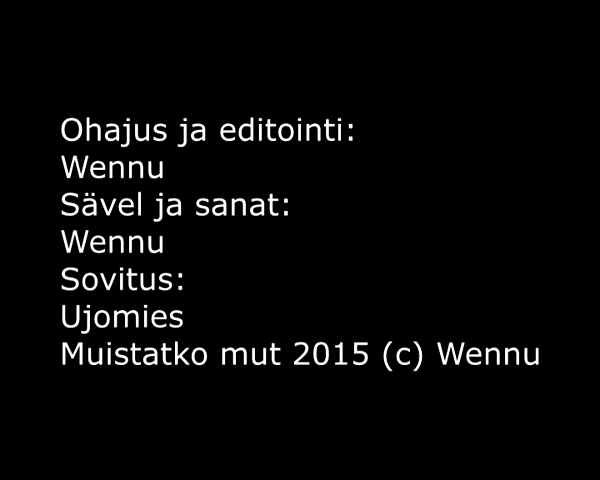 Ohajus ja editointi:
Wennu
Sävel ja sanat:
Wennu
Sovitus:
Ujomies
Muistatko mut 2015 (c) Wennu